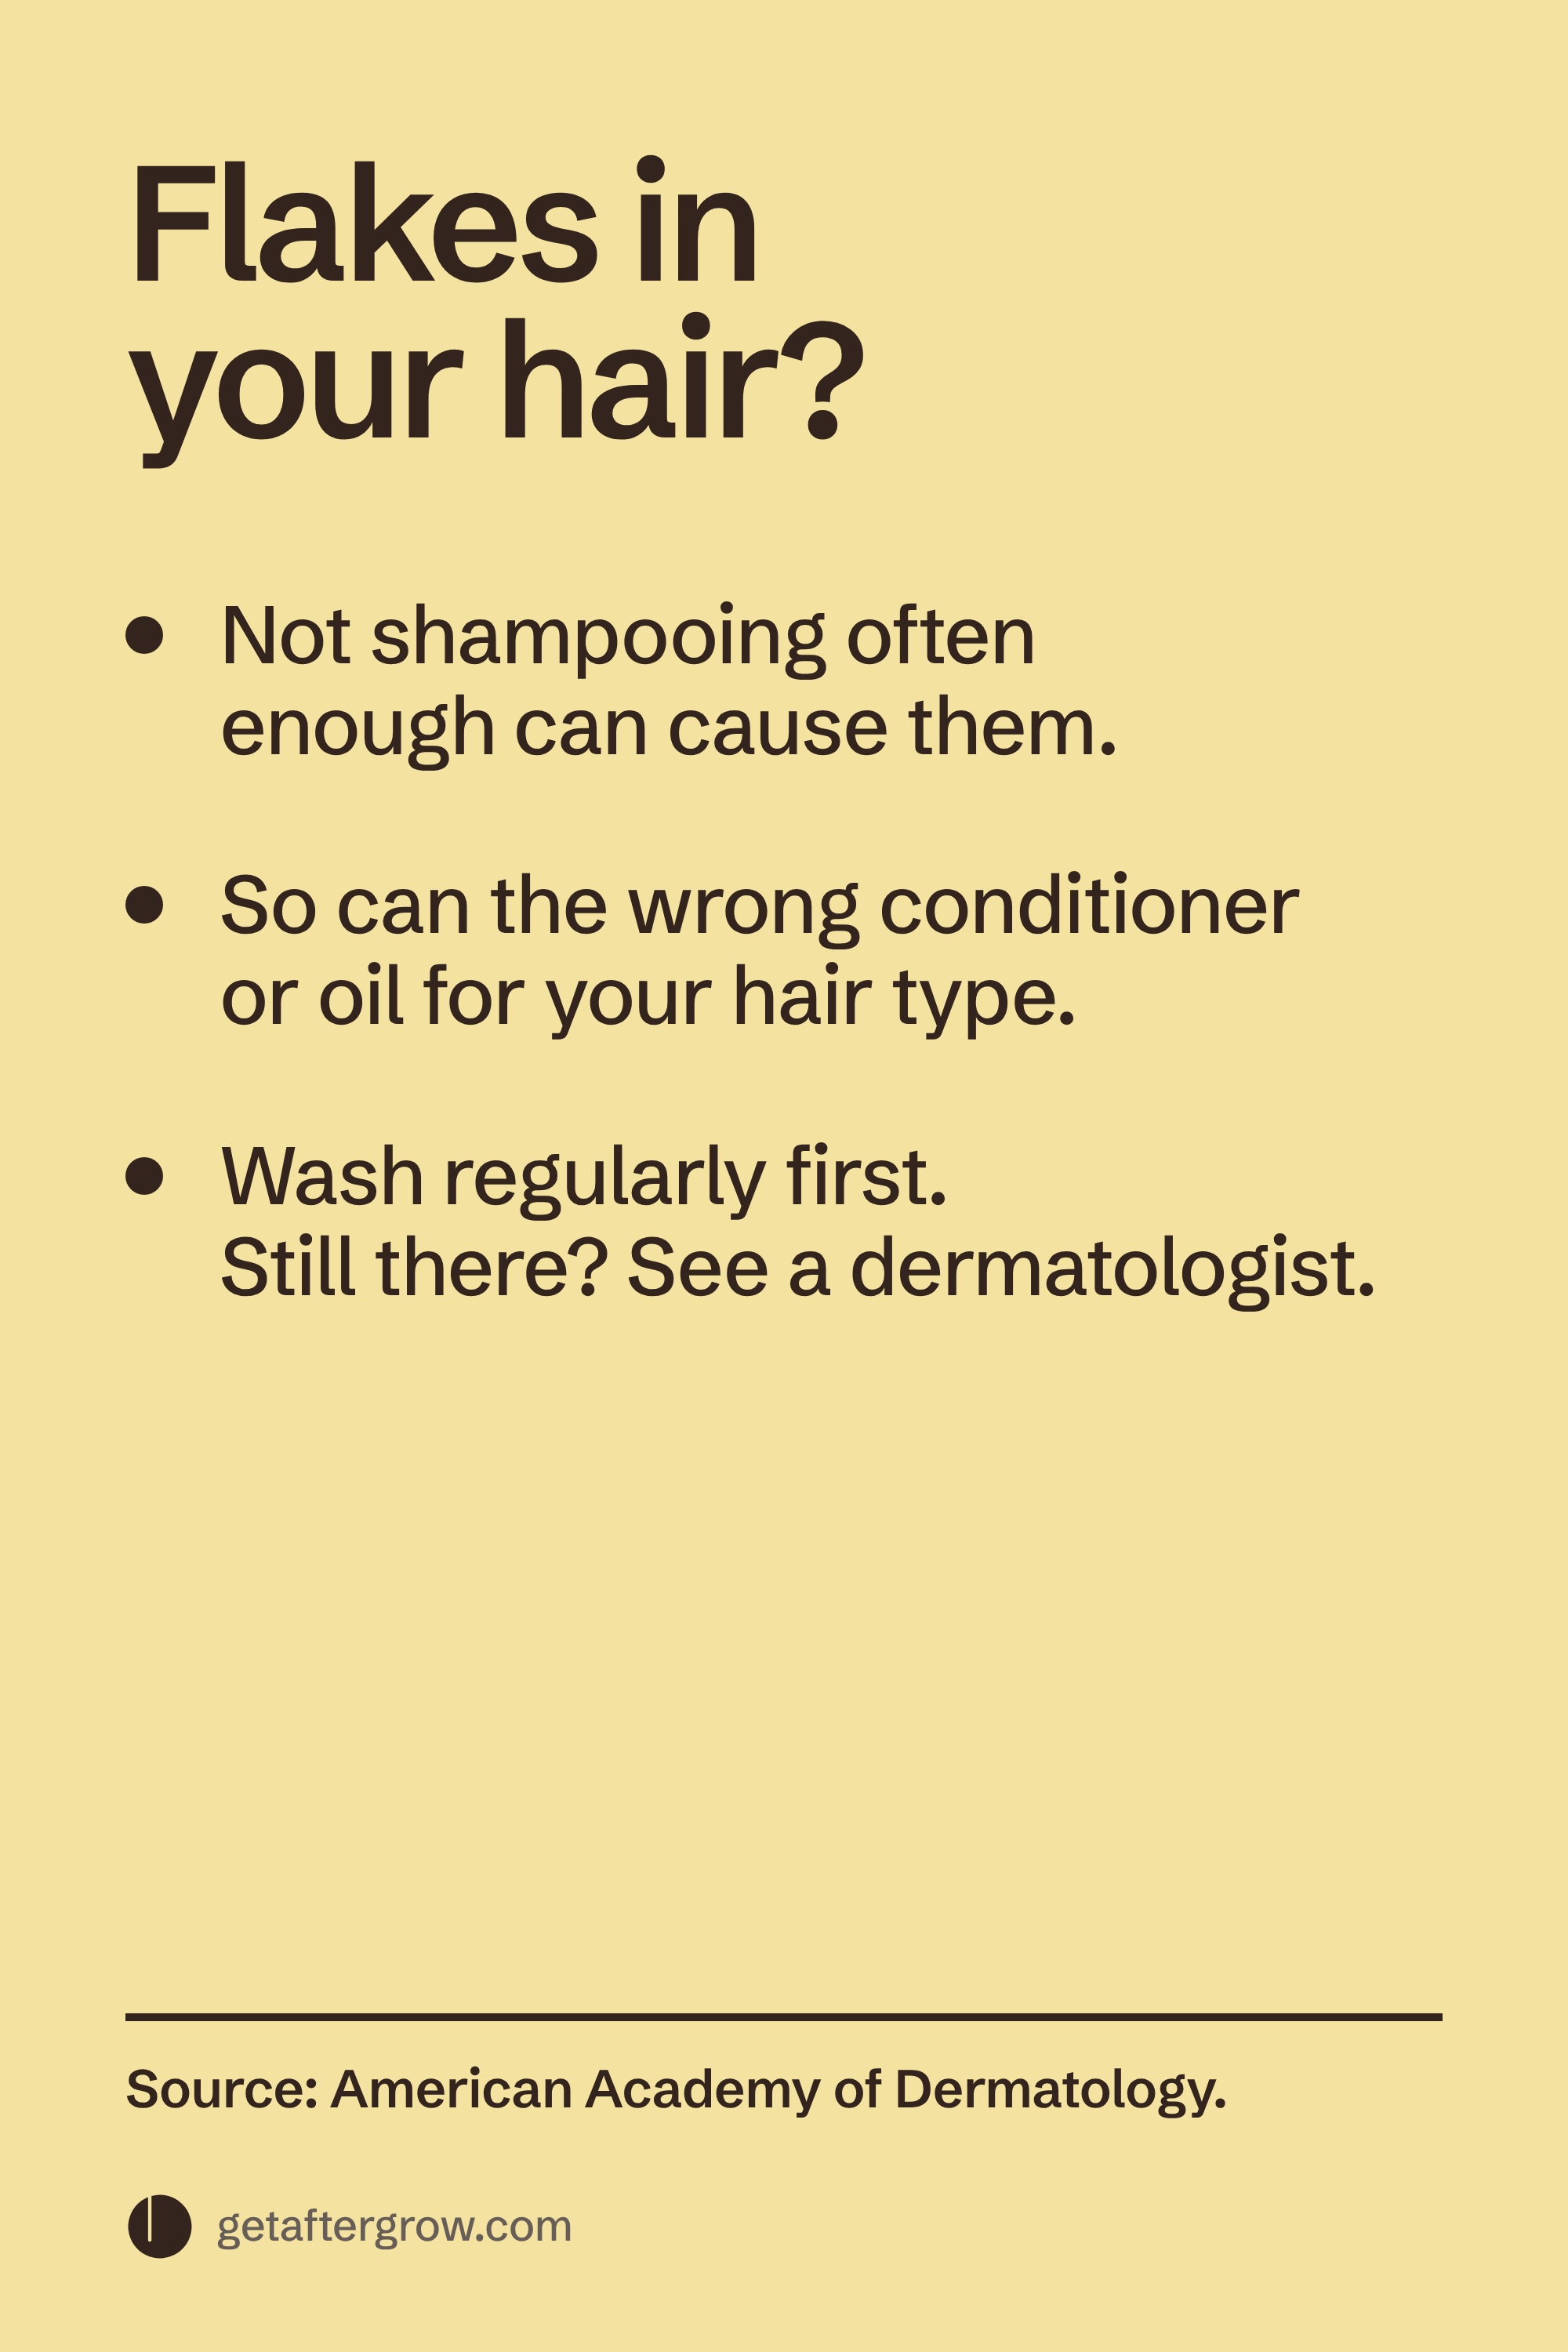 Flakes in
your hair?
Not shampooing often
enough can cause them.
So can the wrong conditioner
or oil for your hair type.
Wash regularly first.
Still there? See a dermatologist.
Source: American Academy of Dermatology.
getaftergrow.com